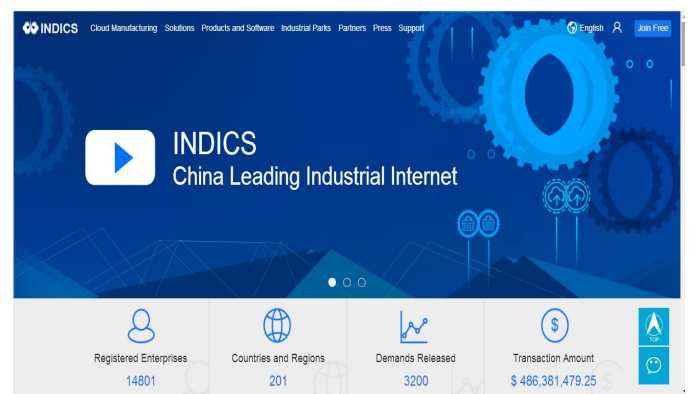 INDICS Cloud Manufacturing Solutions Products and Software Industrial Parks Partners Press Support English Join Free
INDICS
China Leading Industrial Internet
Registered Enterprises Countries and Regions Demands Released Transaction Amount
14801 201 3200 $ 486,381,479.25
TOP